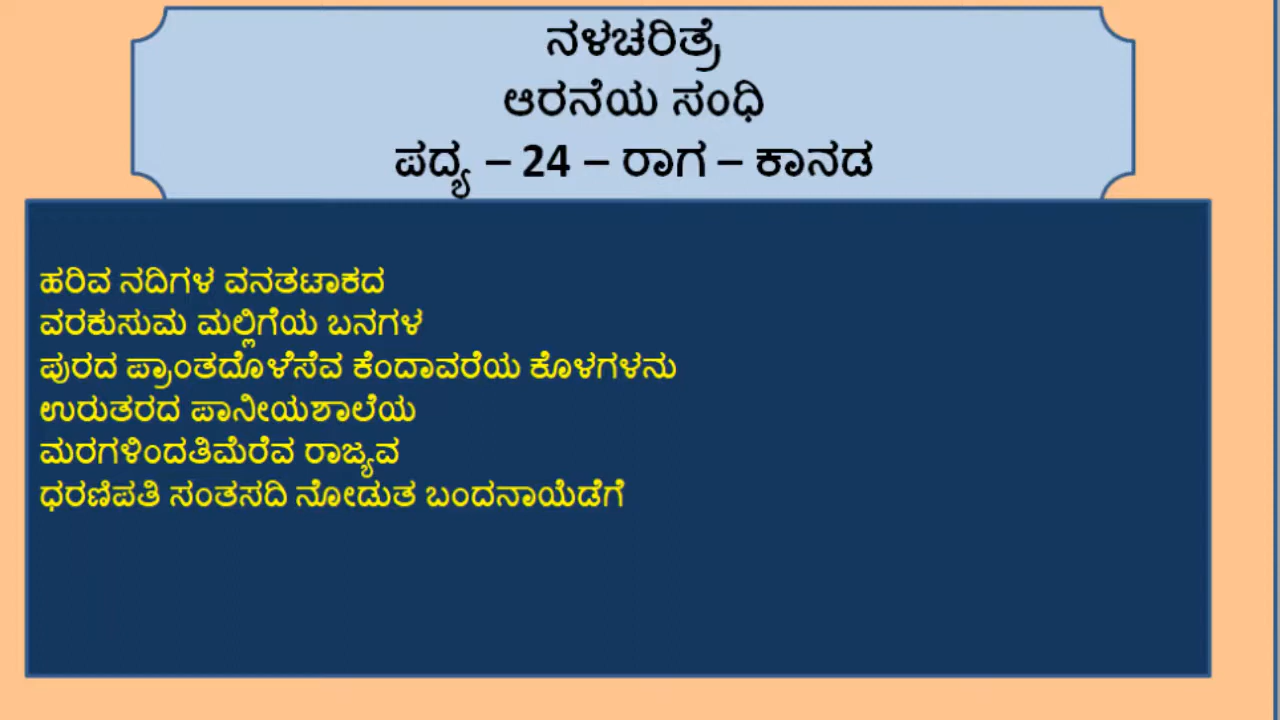 ನಳಚರಿತ್ರೆ
ಆರನೆಯ ಸಂಧಿ
ಪದ್ಯ – 24 – ರಾಗ – ಕಾನಡ
ಹರಿವ ನದಿಗಳ ವನತಟಾಕದ
ವರಕುಸುಮ ಮಲ್ಲಿಗೆಯ ಬನಗಳ
ಪುರದ ಪ್ರಾಂತದೊಳೆಸೆವ ಕೆಂದಾವರೆಯ ಕೊಳಗಳನು
ಉರುತರದ ಪಾನೀಯಶಾಲೆಯ
ಮರಗಳಿಂದತಿಮೆರೆವ ರಾಜ್ಯವ
ಧರಣಿಪತಿ ಸಂತಸದಿ ನೋಡುತ ಬಂದನಾಯೆಡೆಗೆ